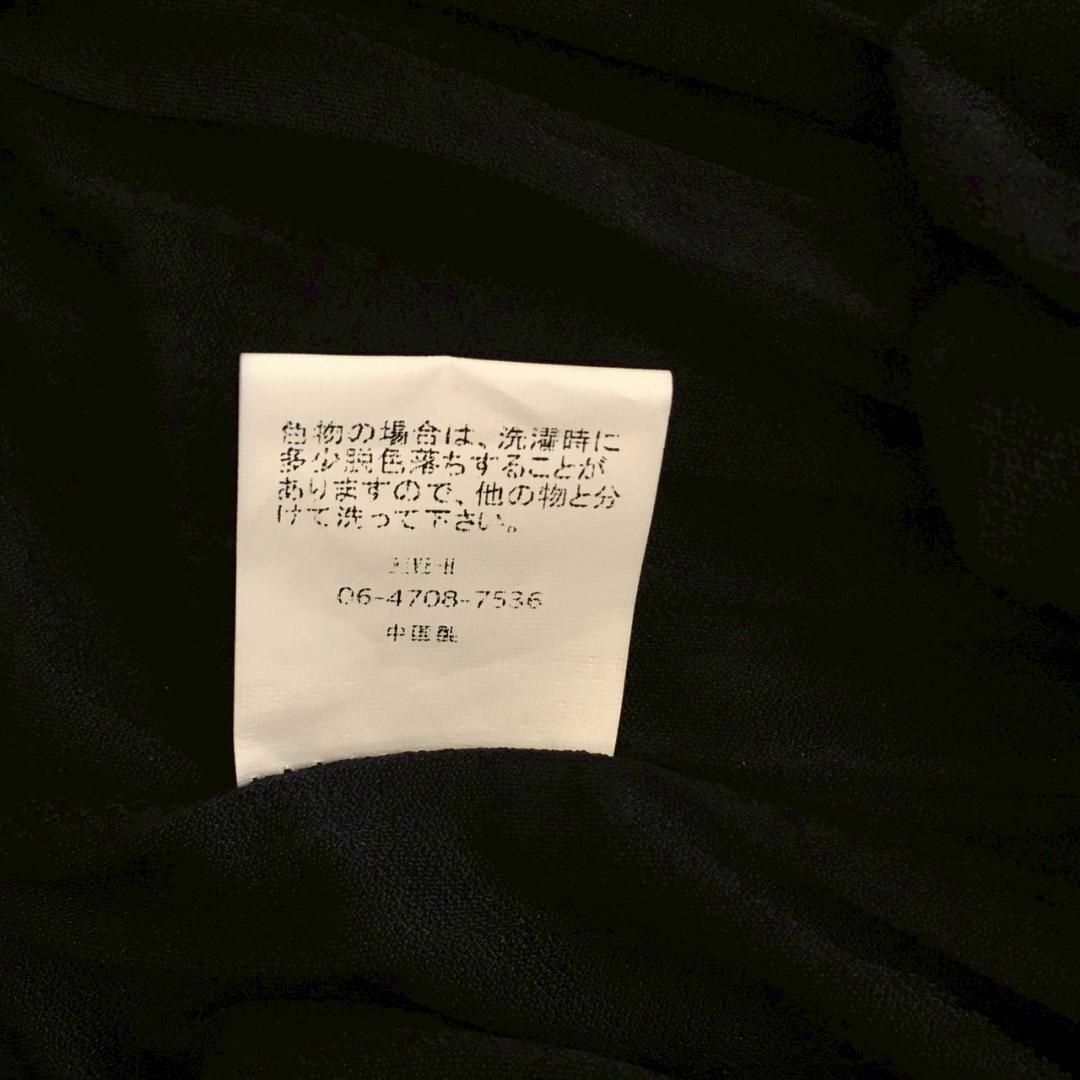 色物の場合は、洗濯時に
多少脱色落ちすることが
ありますので、他の物と分
けて洗って下さい。
06-4708-7536
中国製